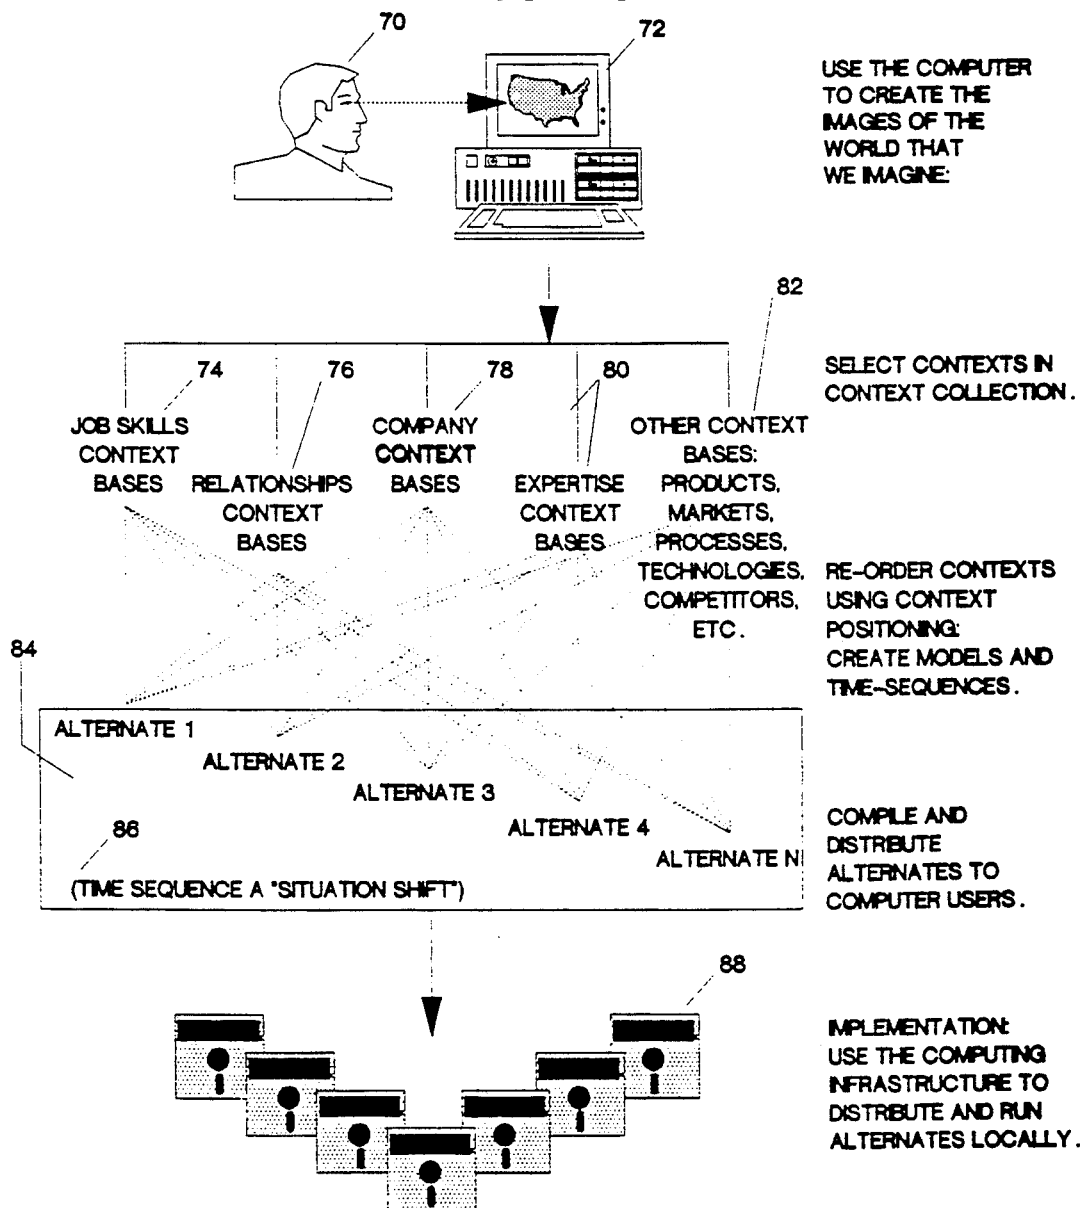 70
72
USE THE COMPUTER
TO CREATE THE
IMAGES OF THE
WORLD THAT
WE IMAGINE:
82
74
76
78
80
SELECT CONTEXTS IN
CONTEXT COLLECTION.
JOB SKILLS
CONTEXT
BASES
RELATIONSHIPS
CONTEXT
BASES
COMPANY
CONTEXT
BASES
EXPERTISE
CONTEXT
BASES
OTHER CONTEXT
BASES:
PRODUCTS,
MARKETS,
PROCESSES,
TECHNOLOGIES,
COMPETITORS,
ETC.
RE-ORDER CONTEXTS
USING CONTEXT
POSITIONING:
CREATE MODELS AND
TIME-SEQUENCES.
84
ALTERNATE 1
ALTERNATE 2
ALTERNATE 3
ALTERNATE 4
ALTERNATE N
86
(TIME SEQUENCE A "SITUATION SHIFT")
COMPILE AND
DISTRIBUTE
ALTERNATES TO
COMPUTER USERS.
88
IMPLEMENTATION:
USE THE COMPUTING
INFRASTRUCTURE TO
DISTRIBUTE AND RUN
ALTERNATES LOCALLY.